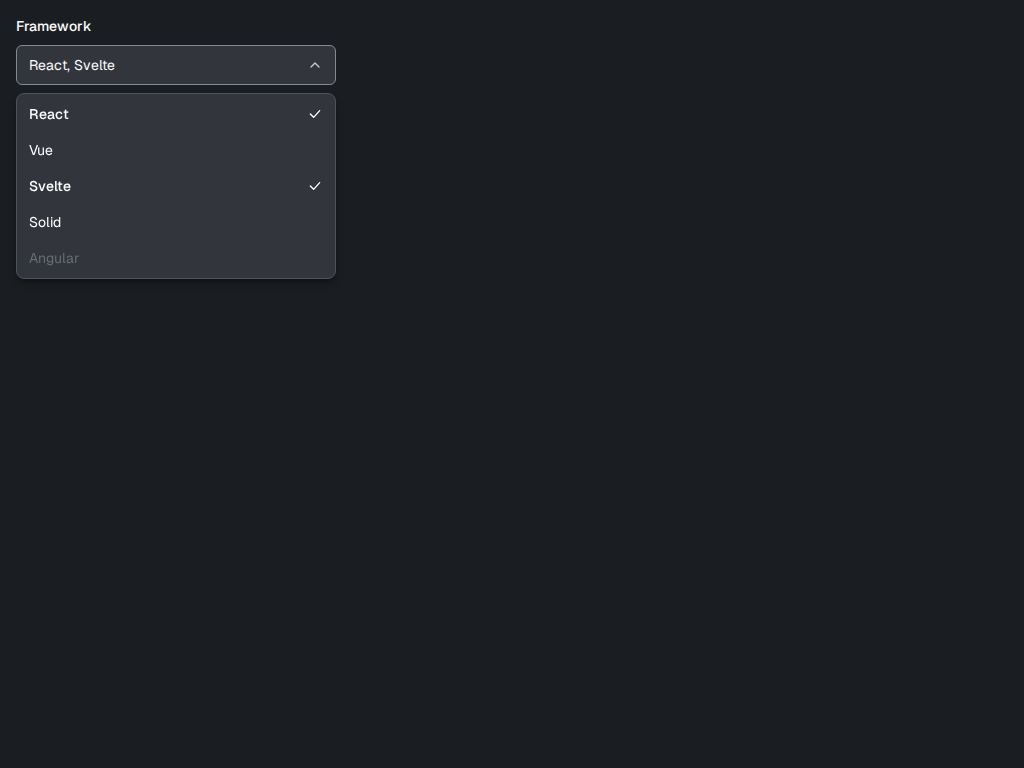 Framework
React, Svelte
React
Vue
Svelte
Solid
Angular